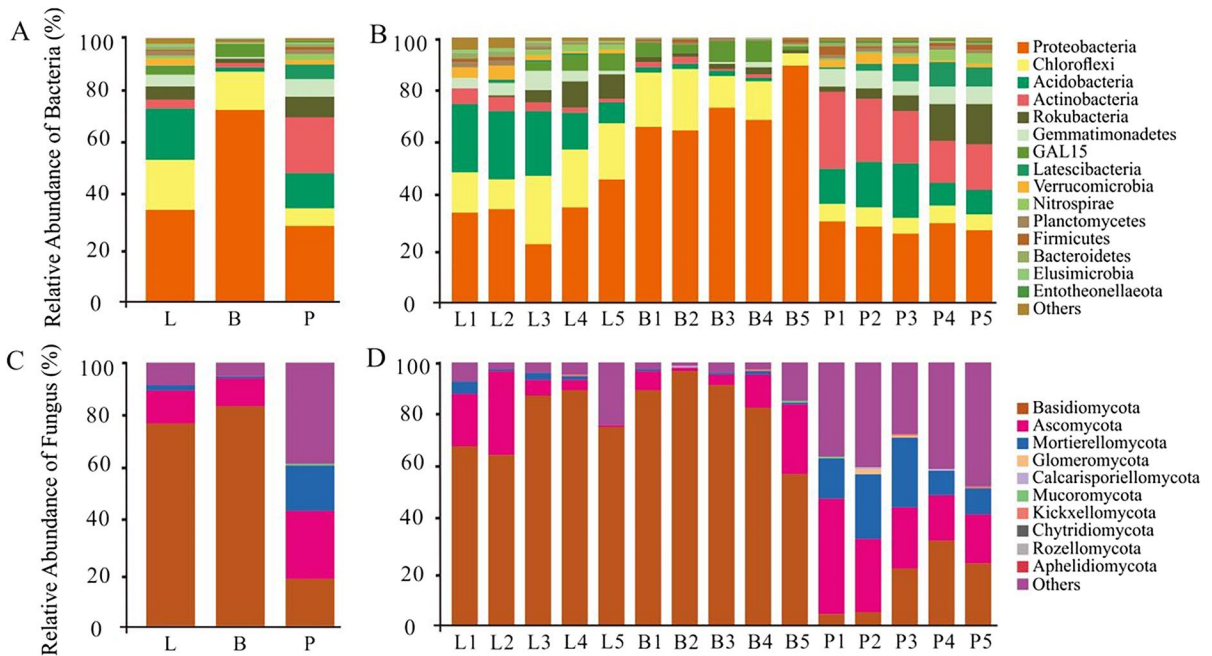 A
Relative Abundance of Bacteria (%)
100
80
60
40
20
0
L B P
B
100
80
60
40
20
0
L1 L2 L3 L4 L5 B1 B2 B3 B4 B5 P1 P2 P3 P4 P5
Proteobacteria
Chloroflexi
Acidobacteria
Actinobacteria
Rokubacteria
Gemmatimonadetes
GAL15
Latescibacteria
Verrucomicrobia
Nitrospirae
Planctomycetes
Firmicutes
Bacteroidetes
Elusimicrobia
Entotheonellaeota
Others
C
Relative Abundance of Fungus (%)
100
80
60
40
20
0
L B P
D
100
80
60
40
20
0
L1 L2 L3 L4 L5 B1 B2 B3 B4 B5 P1 P2 P3 P4 P5
Basidiomycota
Ascomycota
Mortierellomycota
Glomeromycota
Calcarisporiellomycota
Mucoromycota
Kickxellomycota
Chytridiomycota
Rozellomycota
Aphelidiomycota
Others